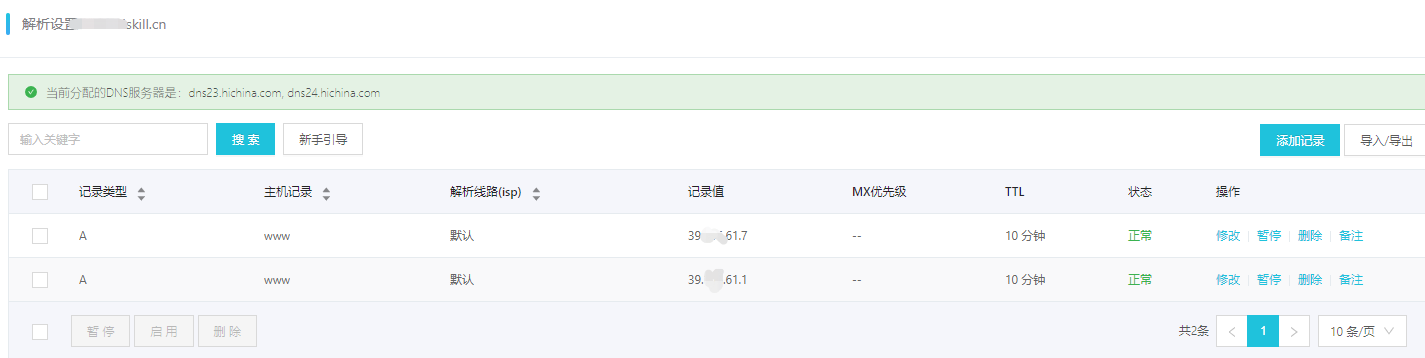 解析设置 skill.cn
当前分配的DNS服务器是: dns23.hichina.com, dns24.hichina.com
输入关键字 搜 索 新手引导 添加记录 导入/导出
记录类型 主机记录 解析线路(isp) 记录值 MX优先级 TTL 状态 操作
A www 默认 39. .61.7 -- 10 分钟 正常 修改 暂停 删除 备注
A www 默认 39. .61.1 -- 10 分钟 正常 修改 暂停 删除 备注
暂 停 启 用 删 除 共2条 < 1 > 10 条/页